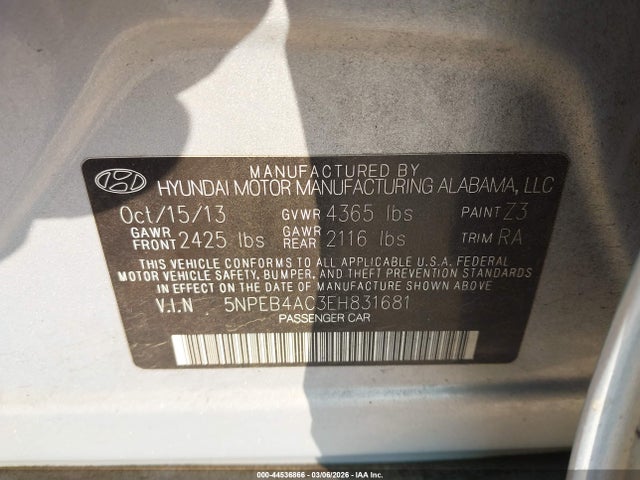 MANUFACTURED BY
HYUNDAI MOTOR MANUFACTURING ALABAMA, LLC
Oct/15/13 GVWR 4365 lbs PAINT Z3
GAWR FRONT 2425 lbs GAWR REAR 2116 lbs TRIM RA
THIS VEHICLE CONFORMS TO ALL APPLICABLE U.S.A. FEDERAL
MOTOR VEHICLE SAFETY, BUMPER, AND THEFT PREVENTION
STANDARDS IN EFFECT ON THE DATE OF MANUFACTURE SHOWN ABOVE
V.I.N 5NPEB4AC3EH831681
PASSENGER CAR
000-44536866 — 03/06/2026 — IAA Inc.